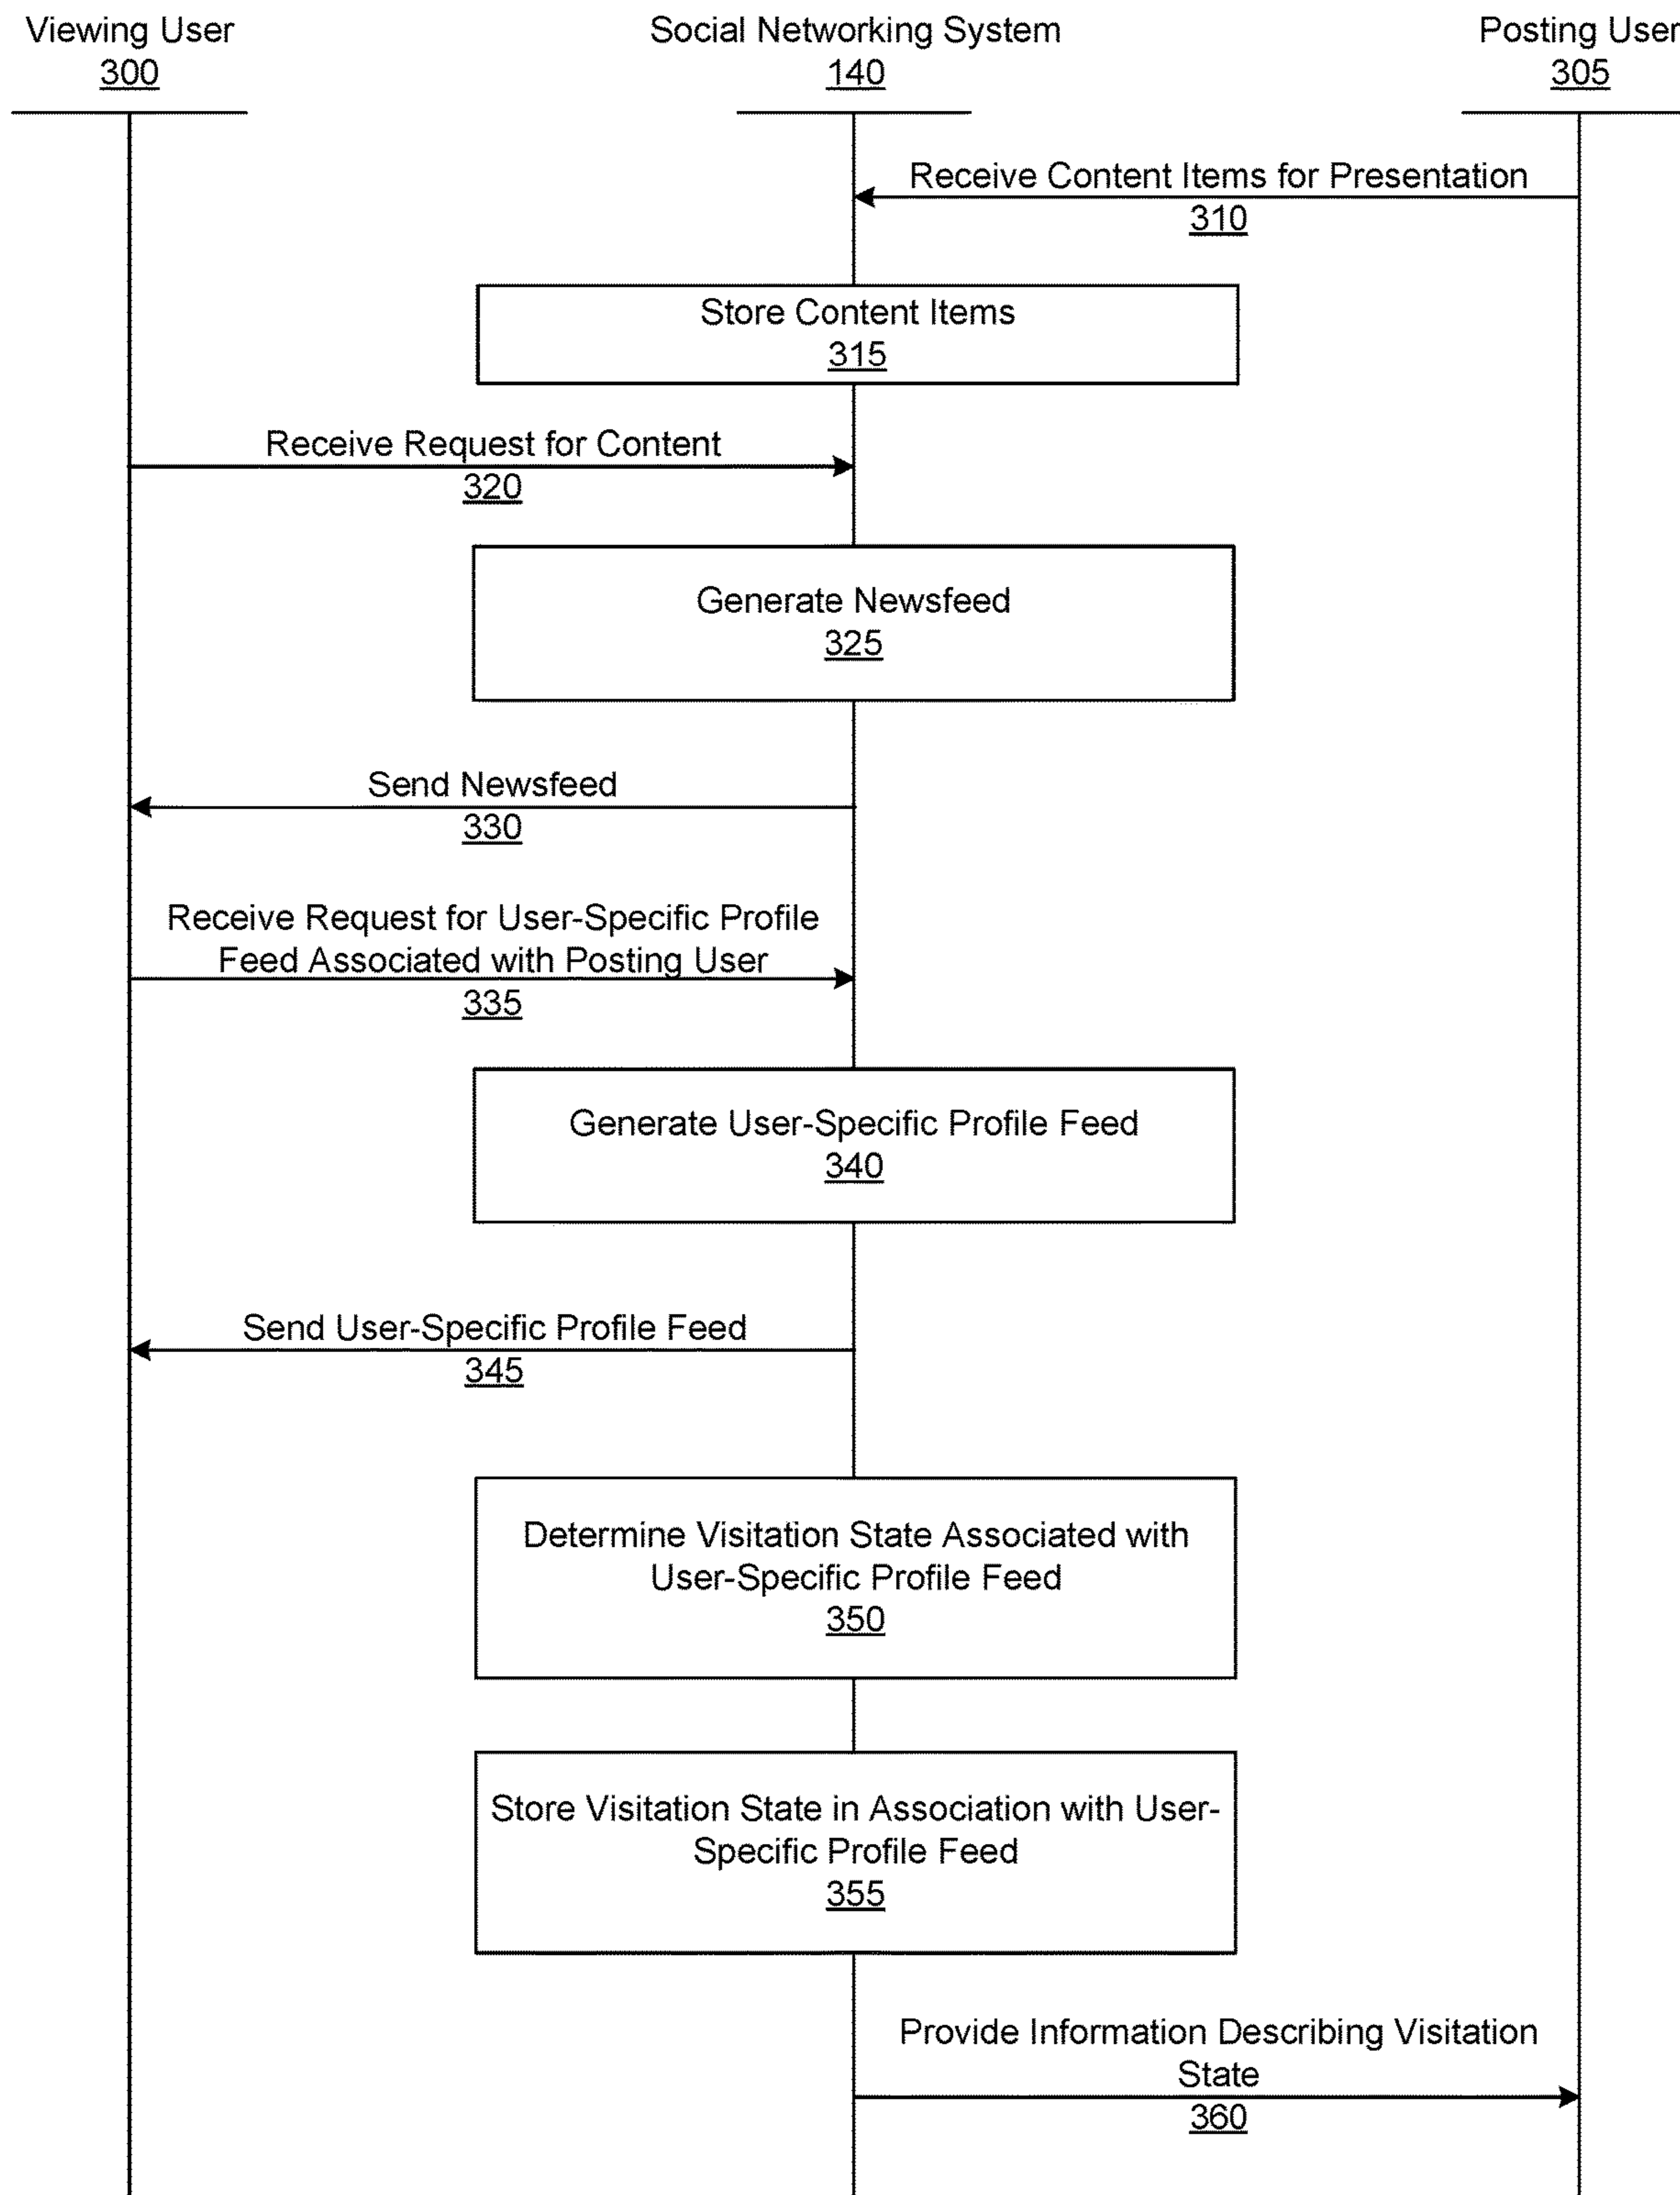 Viewing User
300
Social Networking System
140
Posting User
305
Receive Content Items for Presentation
310
Store Content Items
315
Receive Request for Content
320
Generate Newsfeed
325
Send Newsfeed
330
Receive Request for User-Specific Profile
Feed Associated with Posting User
335
Generate User-Specific Profile Feed
340
Send User-Specific Profile Feed
345
Determine Visitation State Associated with
User-Specific Profile Feed
350
Store Visitation State in Association with User-
Specific Profile Feed
355
Provide Information Describing Visitation
State
360